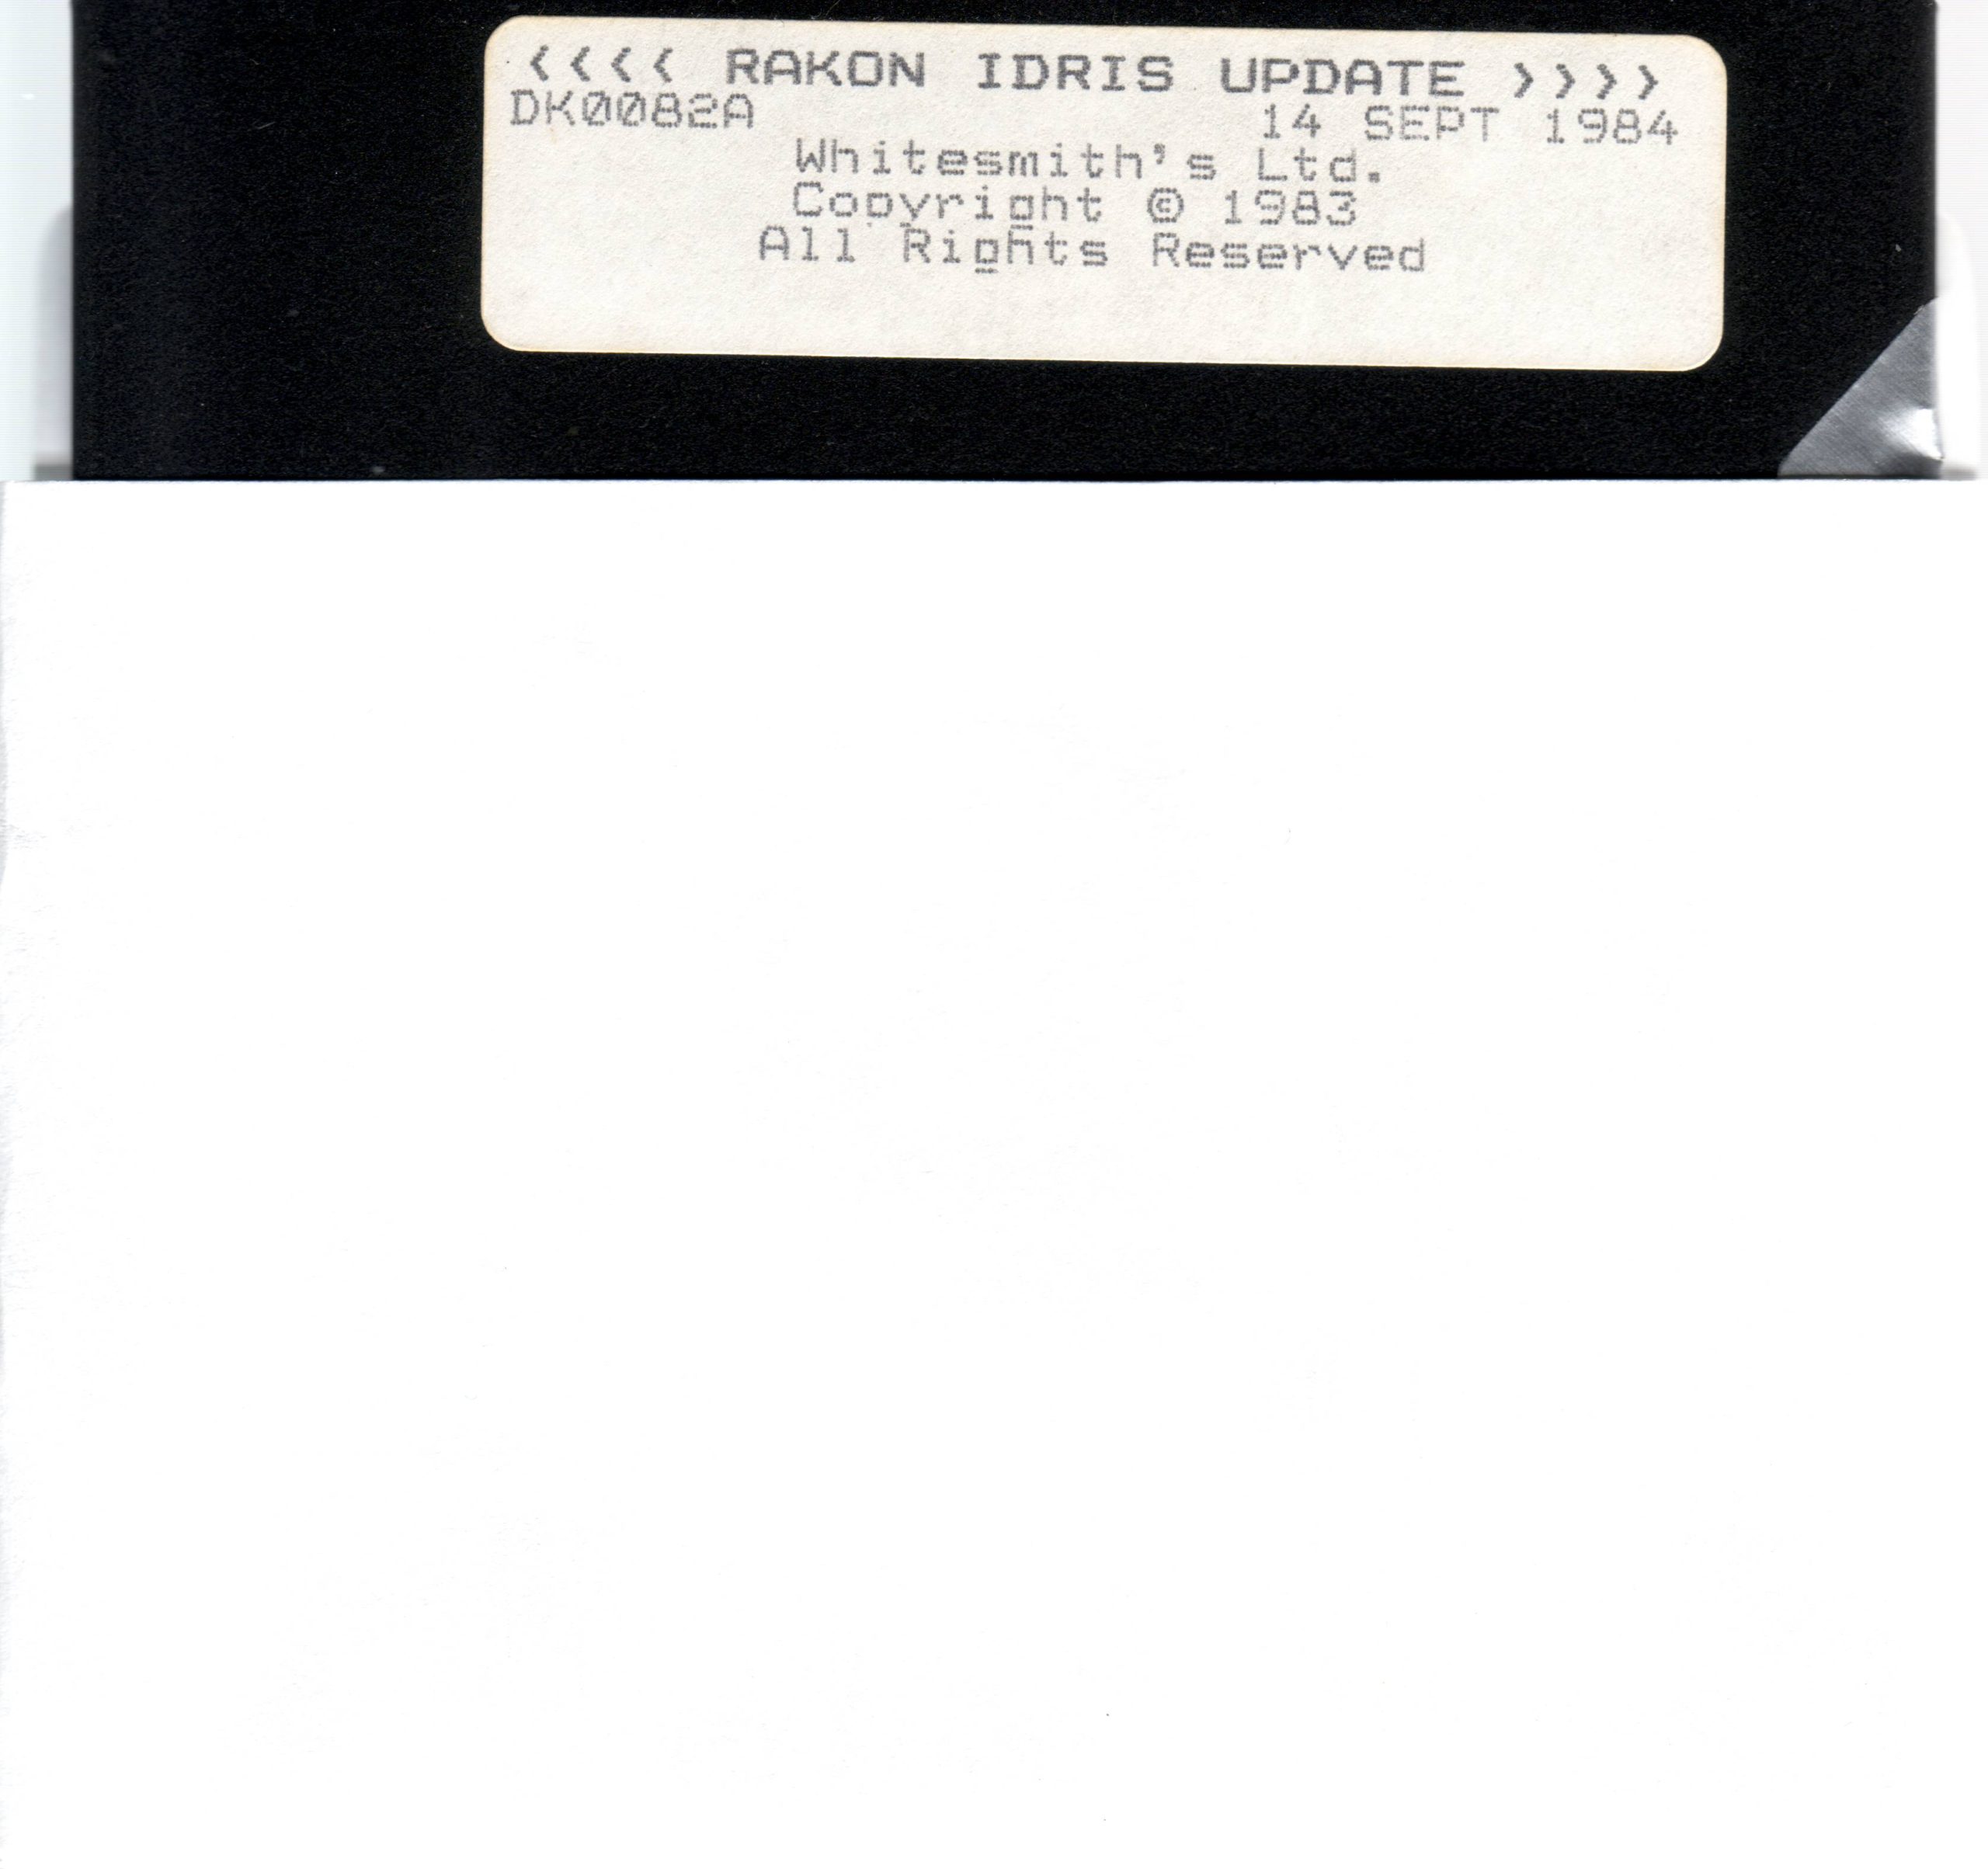 <<<< RAKON IDRIS UPDATE >>>>
DK0082A 14 SEPT 1984
Whitesmith's Ltd.
Copyright © 1983
All Rights Reserved